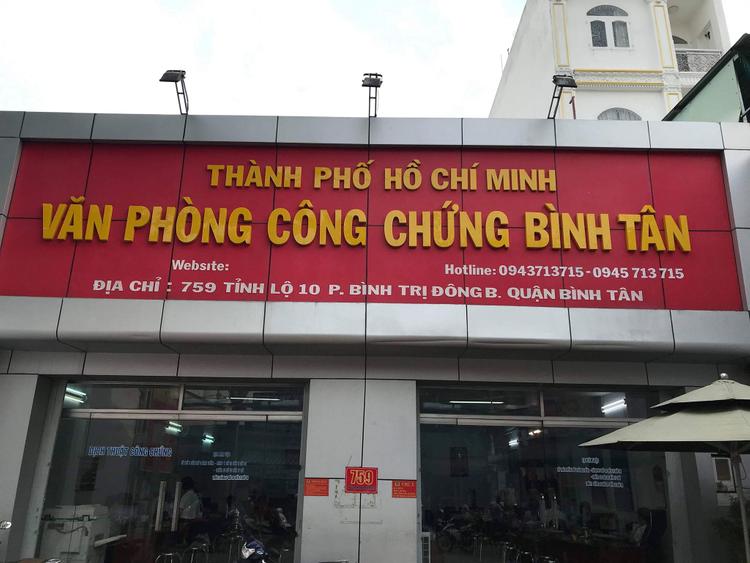 THÀNH PHỐ HỒ CHÍ MINH
VĂN PHÒNG CÔNG CHỨNG BÌNH TÂN
Website:
Hotline: 0943713715 - 0945 713 715
ĐỊA CHỈ : 759 TỈNH LỘ 10 P. BÌNH TRỊ ĐÔNG B. QUẬN BÌNH TÂN
DỊCH THUẬT CÔNG CHỨNG
759